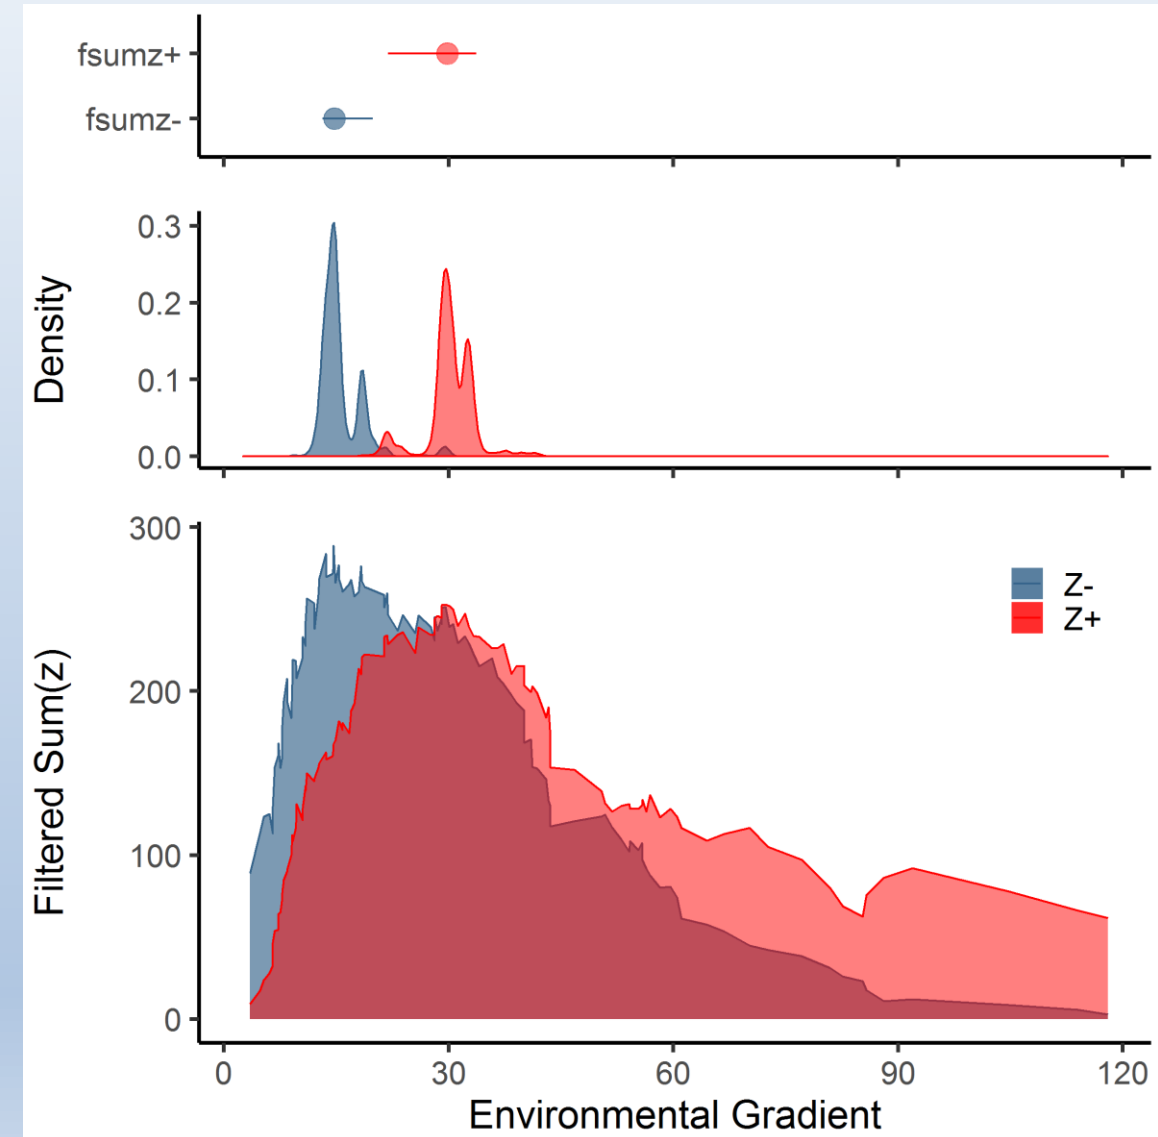 fsumz+
fsumz-
Density
0.3
0.2
0.1
0.0
Filtered Sum(z)
300
200
100
0
Z-
Z+
0 30 60 90 120
Environmental Gradient